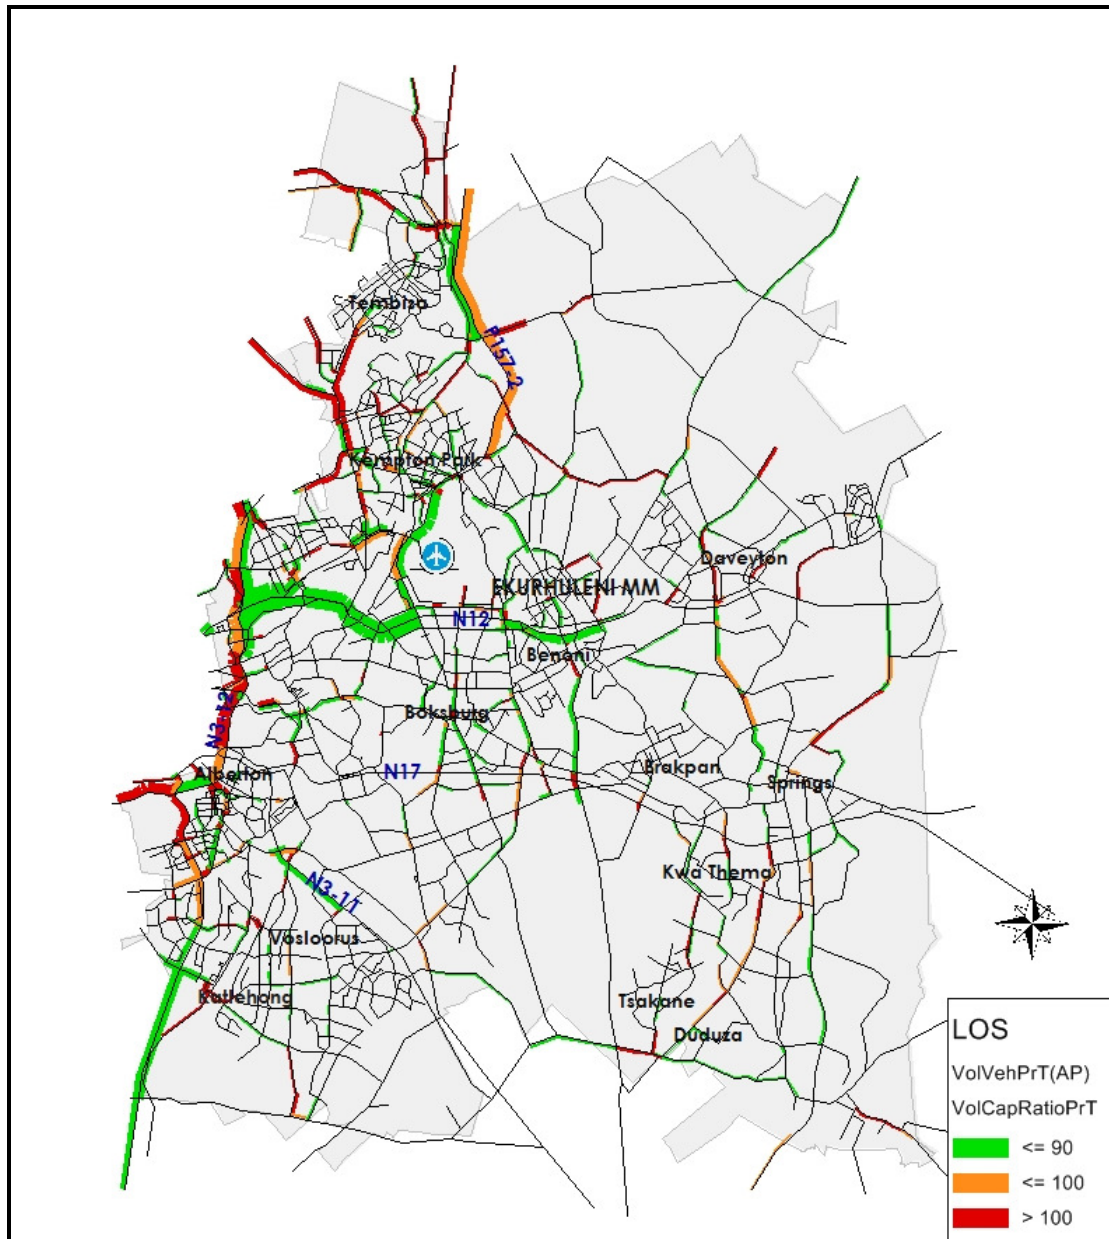 Tembisa
P157-2
Kempton Park
Daveyton
EKURHULENI MM
N12
Benoni
N3-12
Boksburg
Alberton
N17
Brakpan
Springs
Kwa Thema
N3-11
Vosloorus
Katlehong
Tsakane
Duduza
LOS
VolVehPrT(AP)
VolCapRatioPrT
<= 90
<= 100
> 100